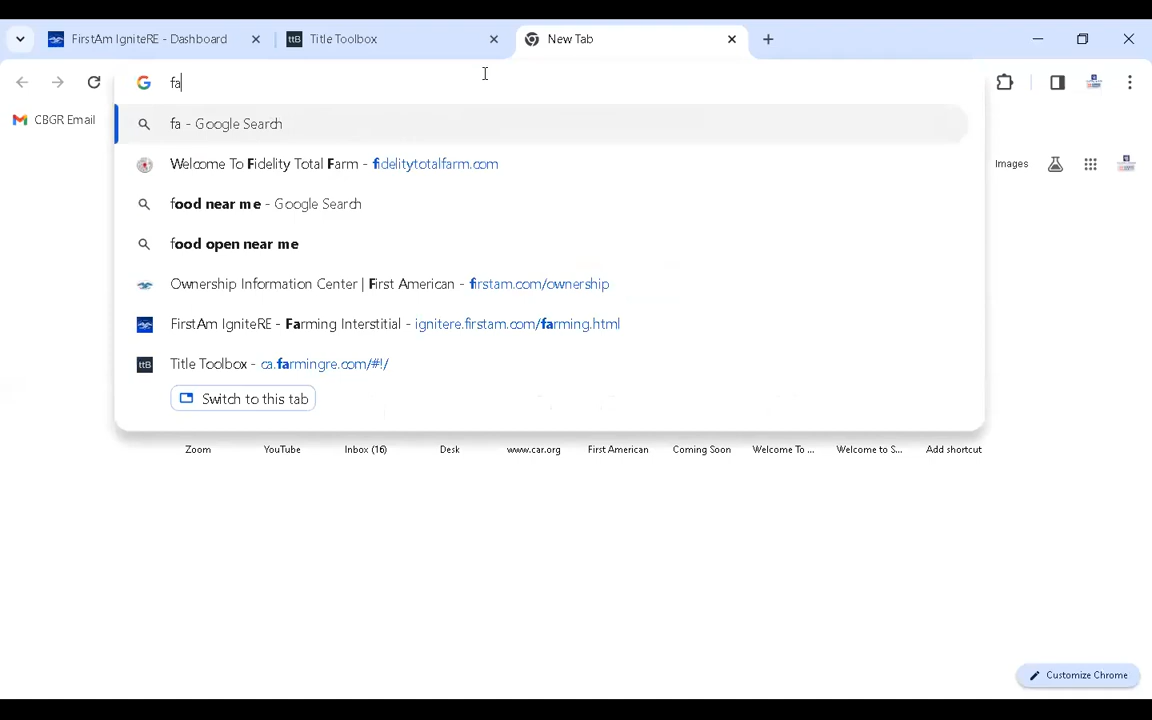 FirstAm IgniteRE - Dashboard
ttB Title Toolbox
New Tab
fa
CBGR Email
fa - Google Search
Images
Welcome To Fidelity Total Farm - fidelitytotalfarm.com
food near me - Google Search
food open near me
Ownership Information Center | First American - firstam.com/ownership
FirstAm IgniteRE - Farming Interstitial - ignitere.firstam.com/farming.html
ttB Title Toolbox - ca.farmingre.com/#!/
Switch to this tab
Zoom YouTube Inbox (16) Desk www.car.org First American Coming Soon Welcome To ... Welcome to S... Add shortcut
Customize Chrome